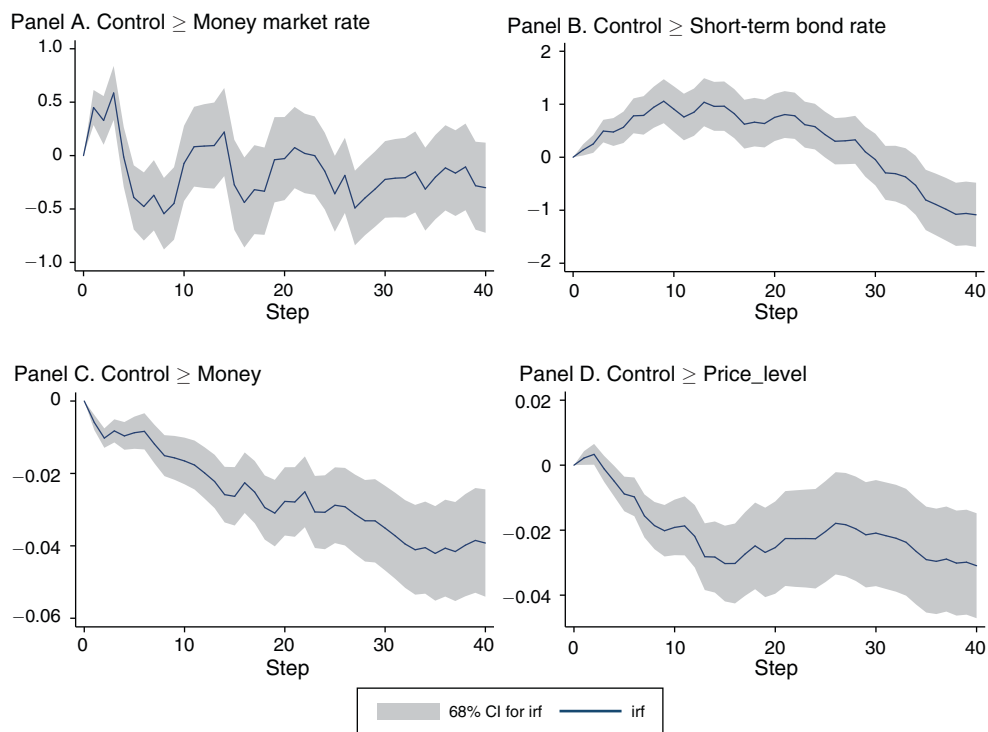 Panel A. Control ≥ Money market rate
1.0
0.5
0
−0.5
−1.0
0 10 20 30 40
Step
Panel B. Control ≥ Short-term bond rate
2
1
0
−1
−2
0 10 20 30 40
Step
Panel C. Control ≥ Money
0
−0.02
−0.04
−0.06
0 10 20 30 40
Step
Panel D. Control ≥ Price_level
0.02
0
−0.02
−0.04
0 10 20 30 40
Step
68% CI for irf irf